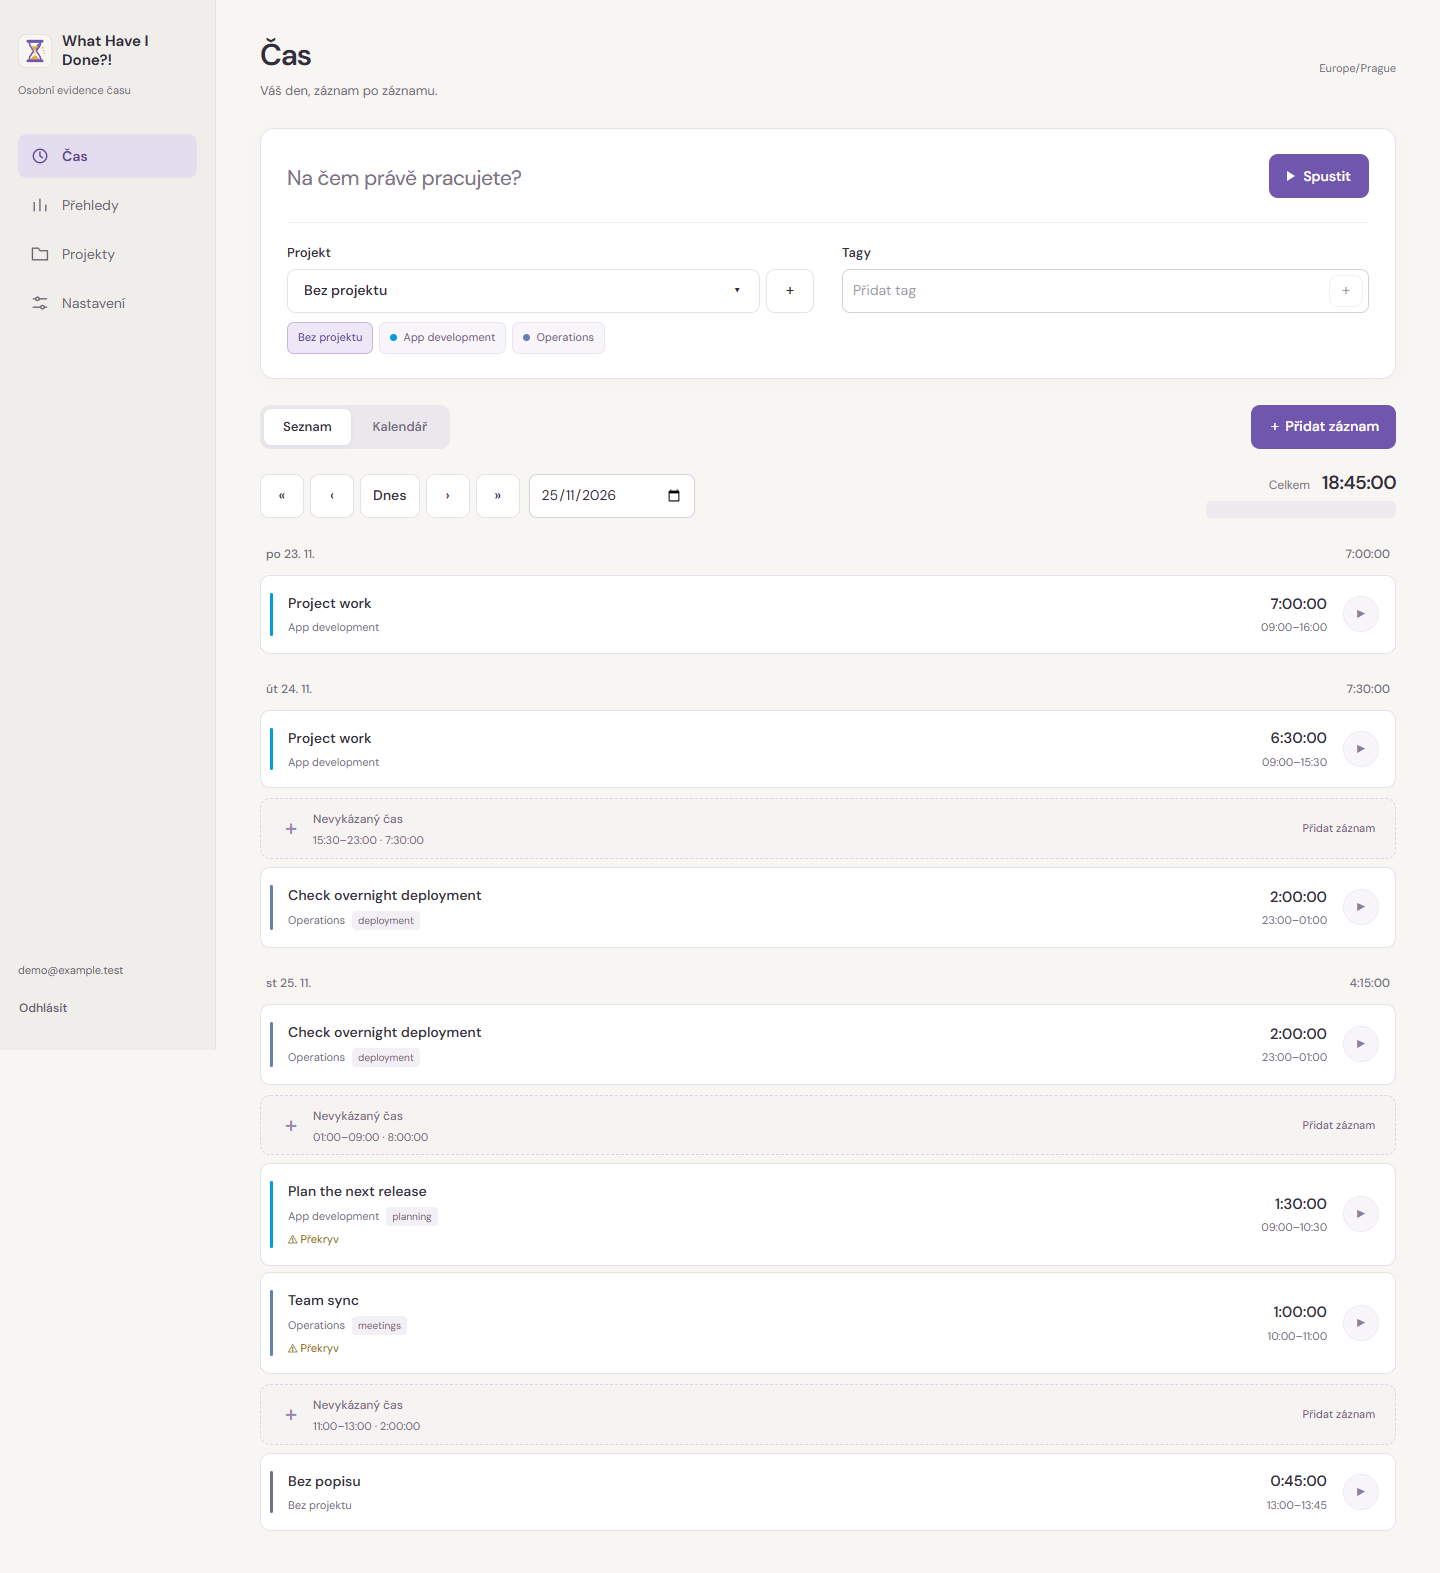 What Have I
Done?!
Osobní evidence času
Čas
Přehledy
Projekty
Nastavení
demo@example.test
Odhlásit
Čas
Váš den, záznam po záznamu.
Europe/Prague
Na čem právě pracujete?
Spustit
Projekt
Bez projektu
+
Bez projektu
App development
Operations
Tagy
Přidat tag
+
Seznam
Kalendář
+ Přidat záznam
«
‹
Dnes
›
»
25/11/2026
Celkem 18:45:00
po 23. 11.
7:00:00
Project work
App development
7:00:00
09:00–16:00
út 24. 11.
7:30:00
Project work
App development
6:30:00
09:00–15:30
+
Nevykázaný čas
15:30–23:00 · 7:30:00
Přidat záznam
Check overnight deployment
Operations deployment
2:00:00
23:00–01:00
st 25. 11.
4:15:00
Check overnight deployment
Operations deployment
2:00:00
23:00–01:00
+
Nevykázaný čas
01:00–09:00 · 8:00:00
Přidat záznam
Plan the next release
App development planning
⚠ Překryv
1:30:00
09:00–10:30
Team sync
Operations meetings
⚠ Překryv
1:00:00
10:00–11:00
+
Nevykázaný čas
11:00–13:00 · 2:00:00
Přidat záznam
Bez popisu
Bez projektu
0:45:00
13:00–13:45